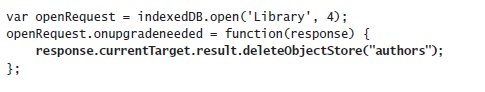 var openRequest = indexedDB.open('Library', 4);
openRequest.onupgradeneeded = function(response) {
    response.currentTarget.result.deleteObjectStore("authors");
};